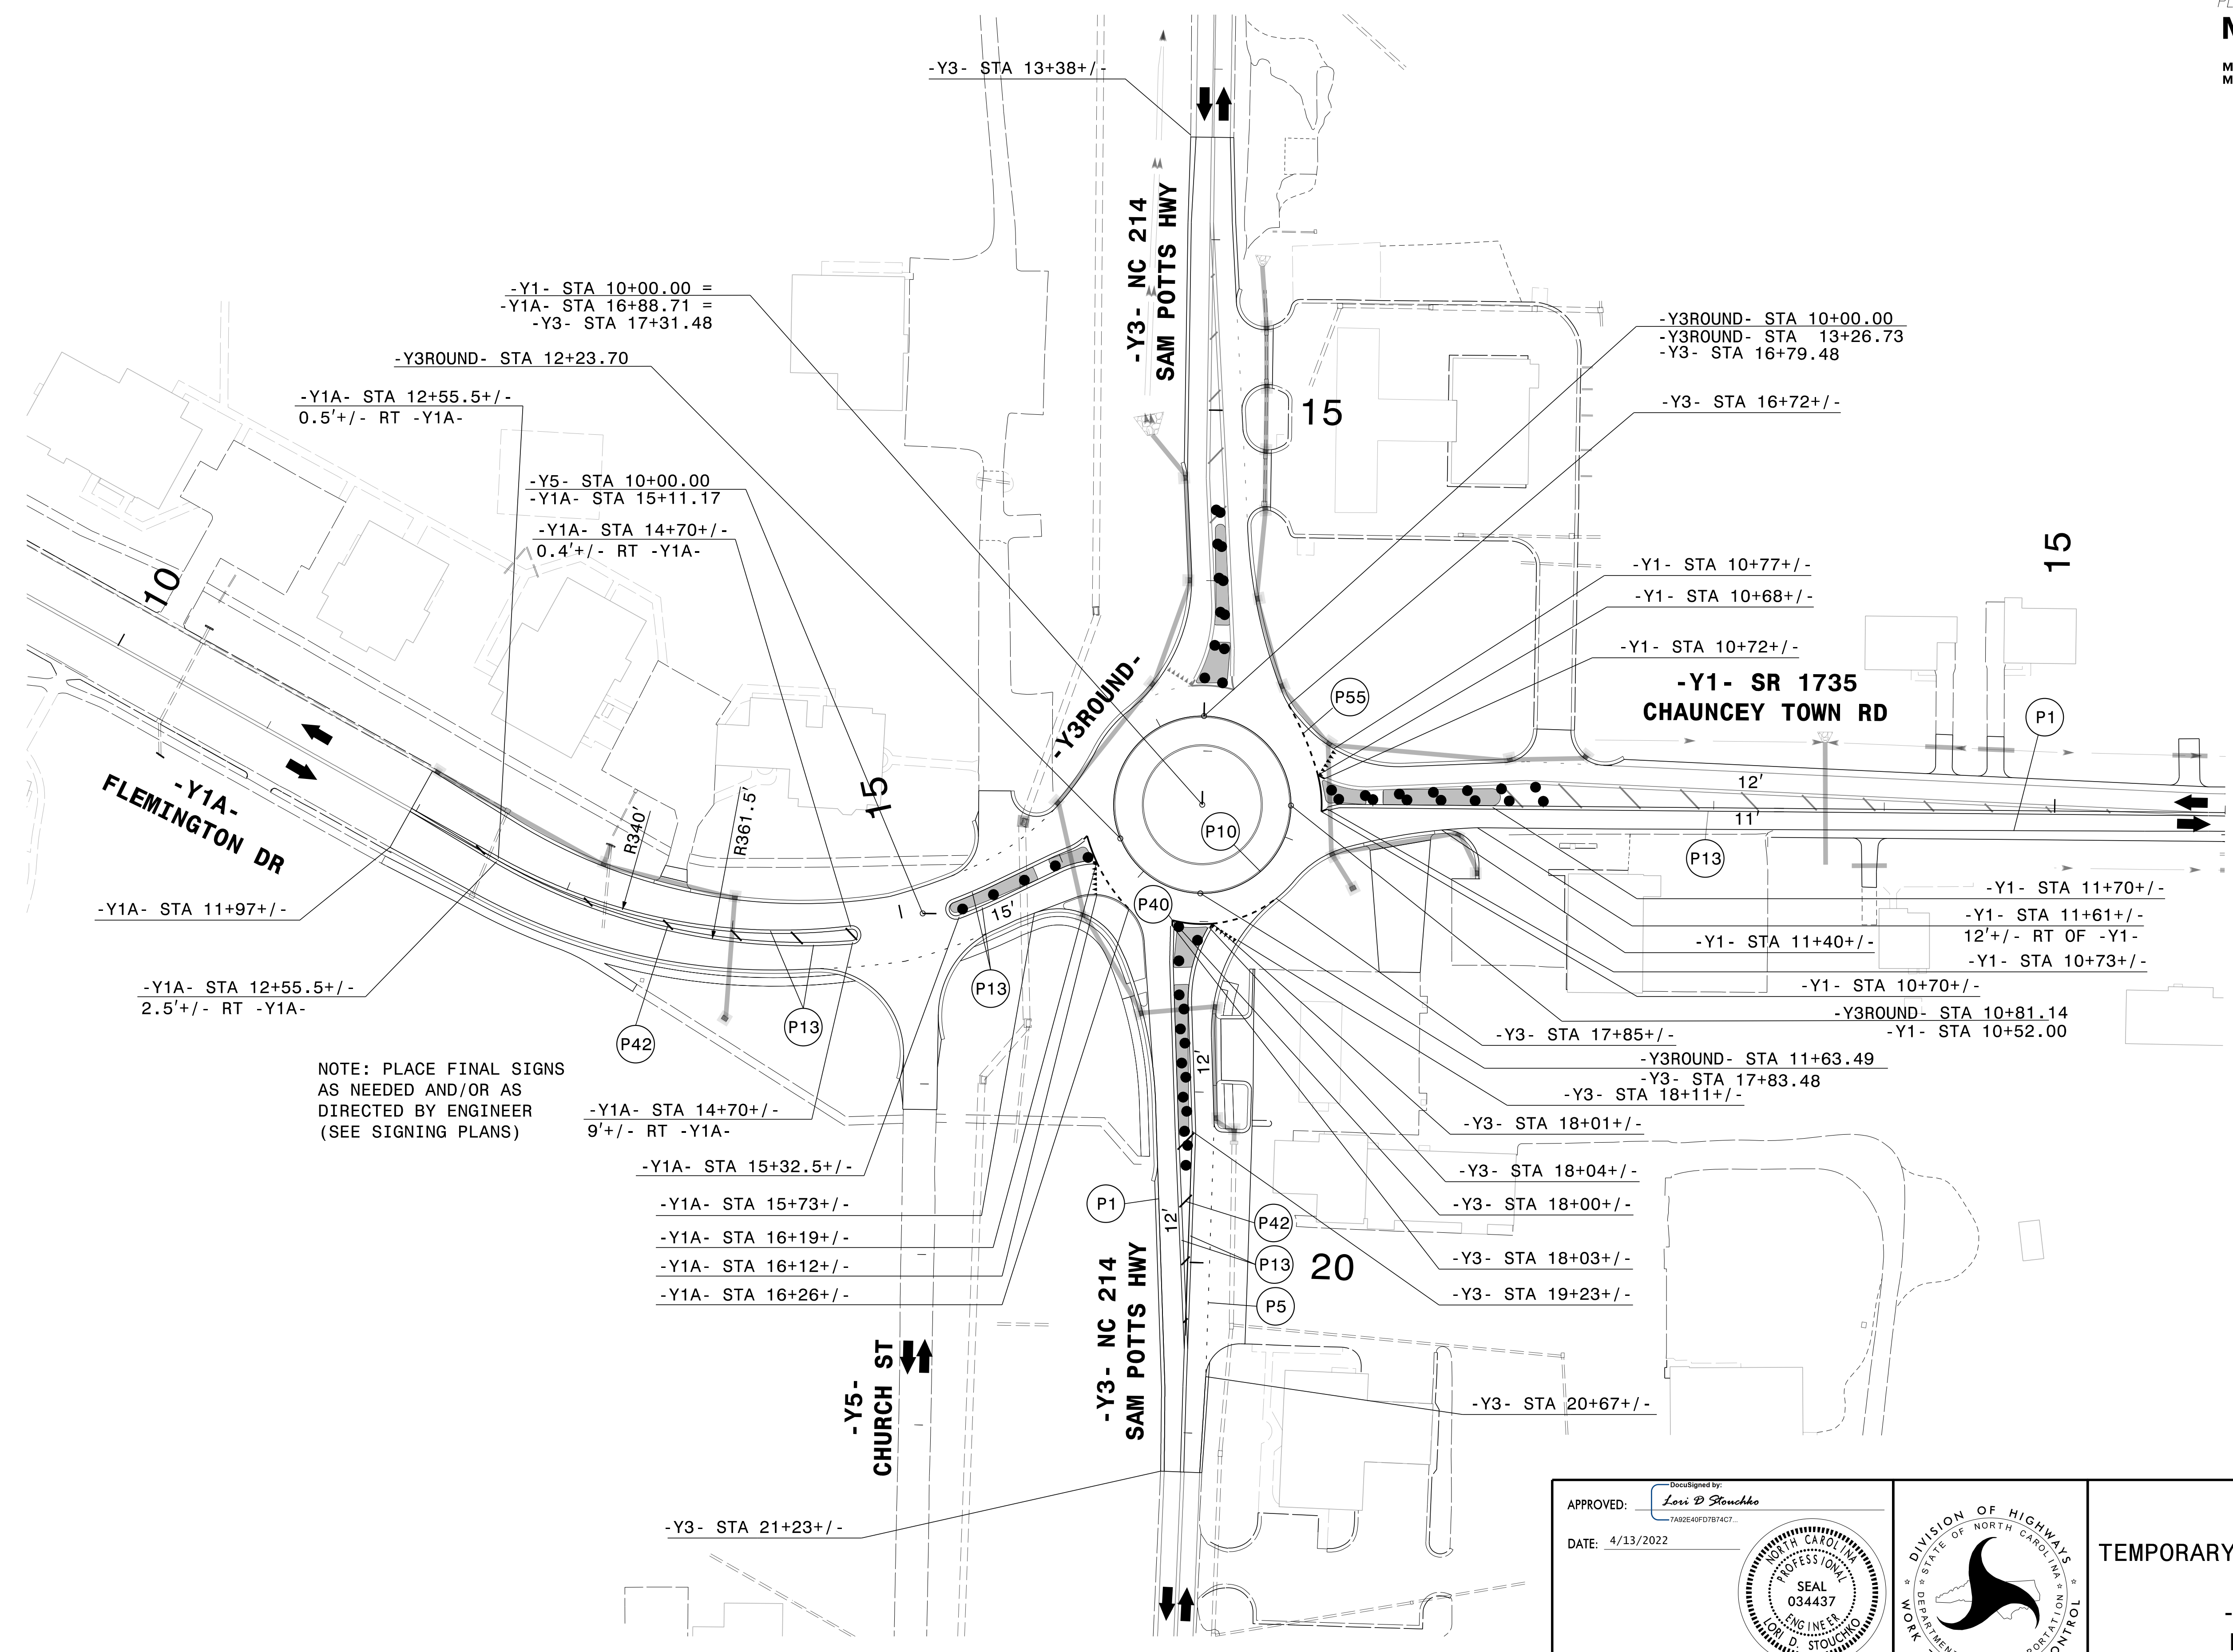 -Y3- STA 13+38+/-
-Y3- NC 214
SAM POTTS HWY
-Y1- STA 10+00.00 =
-Y1A- STA 16+88.71 =
-Y3- STA 17+31.48
-Y3ROUND- STA 12+23.70
-Y1A- STA 12+55.5+/-
0.5'+/- RT -Y1A-
-Y5- STA 10+00.00
-Y1A- STA 15+11.17
-Y1A- STA 14+70+/-
0.4'+/- RT -Y1A-
-Y3ROUND- STA 10+00.00
-Y3ROUND- STA 13+26.73
-Y3- STA 16+79.48
-Y3- STA 16+72+/-
15
15
10
-Y1- STA 10+77+/-
-Y1- STA 10+68+/-
-Y1- STA 10+72+/-
-Y1- SR 1735
CHAUNCEY TOWN RD
P55
P1
-Y3ROUND-
15
R340'
R361.5'
12'
11'
P10
P13
-Y1A-
FLEMINGTON DR
-Y1A- STA 11+97+/-
-Y1A- STA 12+55.5+/-
2.5'+/- RT -Y1A-
15'
P40
P13
P13
P42
-Y1- STA 11+70+/-
-Y1- STA 11+61+/-
12'+/- RT OF -Y1-
-Y1- STA 11+40+/-
-Y1- STA 10+73+/-
-Y1- STA 10+70+/-
-Y3ROUND- STA 10+81.14
-Y1- STA 10+52.00
-Y3- STA 17+85+/-
-Y3ROUND- STA 11+63.49
-Y3- STA 17+83.48
-Y3- STA 18+11+/-
-Y3- STA 18+01+/-
-Y3- STA 18+04+/-
-Y3- STA 18+00+/-
-Y3- STA 18+03+/-
-Y3- STA 19+23+/-
-Y3- STA 20+67+/-
NOTE: PLACE FINAL SIGNS
AS NEEDED AND/OR AS
DIRECTED BY ENGINEER
(SEE SIGNING PLANS)
-Y1A- STA 14+70+/-
9'+/- RT -Y1A-
-Y1A- STA 15+32.5+/-
-Y1A- STA 15+73+/-
-Y1A- STA 16+19+/-
-Y1A- STA 16+12+/-
-Y1A- STA 16+26+/-
12'
12'
P1
P42
P13
P5
20
-Y3- NC 214
SAM POTTS HWY
-Y5-
CHURCH ST
-Y3- STA 21+23+/-
APPROVED:
DocuSigned by:
Lori D Stouchko
7A92E40FD7B74C7...
DATE: 4/13/2022
NORTH CAROLINA
PROFESSIONAL
SEAL
034437
ENGINEER
LORI D. STOUCHKO
DIVISION OF HIGHWAYS
STATE OF NORTH CAROLINA
WORK
TEMPORARY